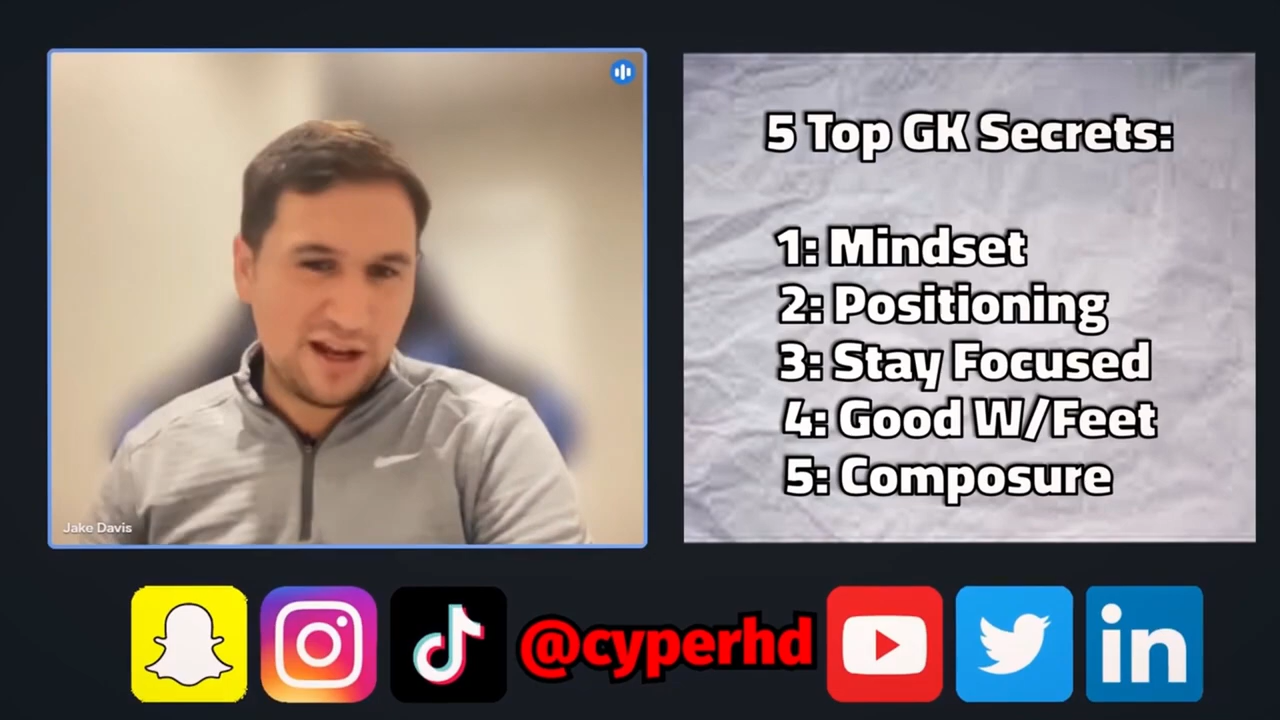 5 Top GK Secrets:
1: Mindset
2: Positioning
3: Stay Focused
4: Good W/Feet
5: Composure
Jake Davis
@cyperhd
in